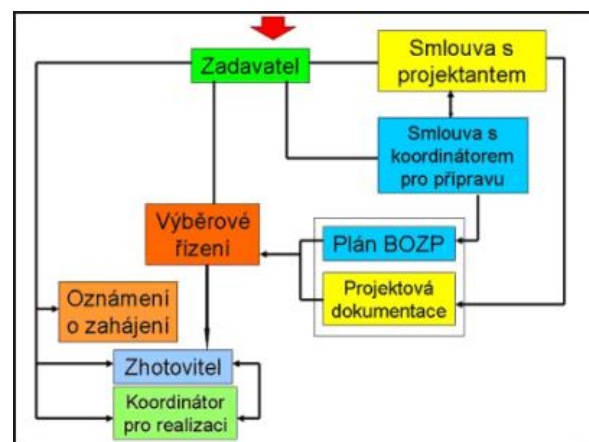 Zadavatel
Smlouva s
projektantem
Smlouva s
koordinátorem
pro přípravu
Výběrové
řízení
Plán BOZP
Projektová
dokumentace
Oznámení
o zahájení
Zhotovitel
Koordinátor
pro realizaci